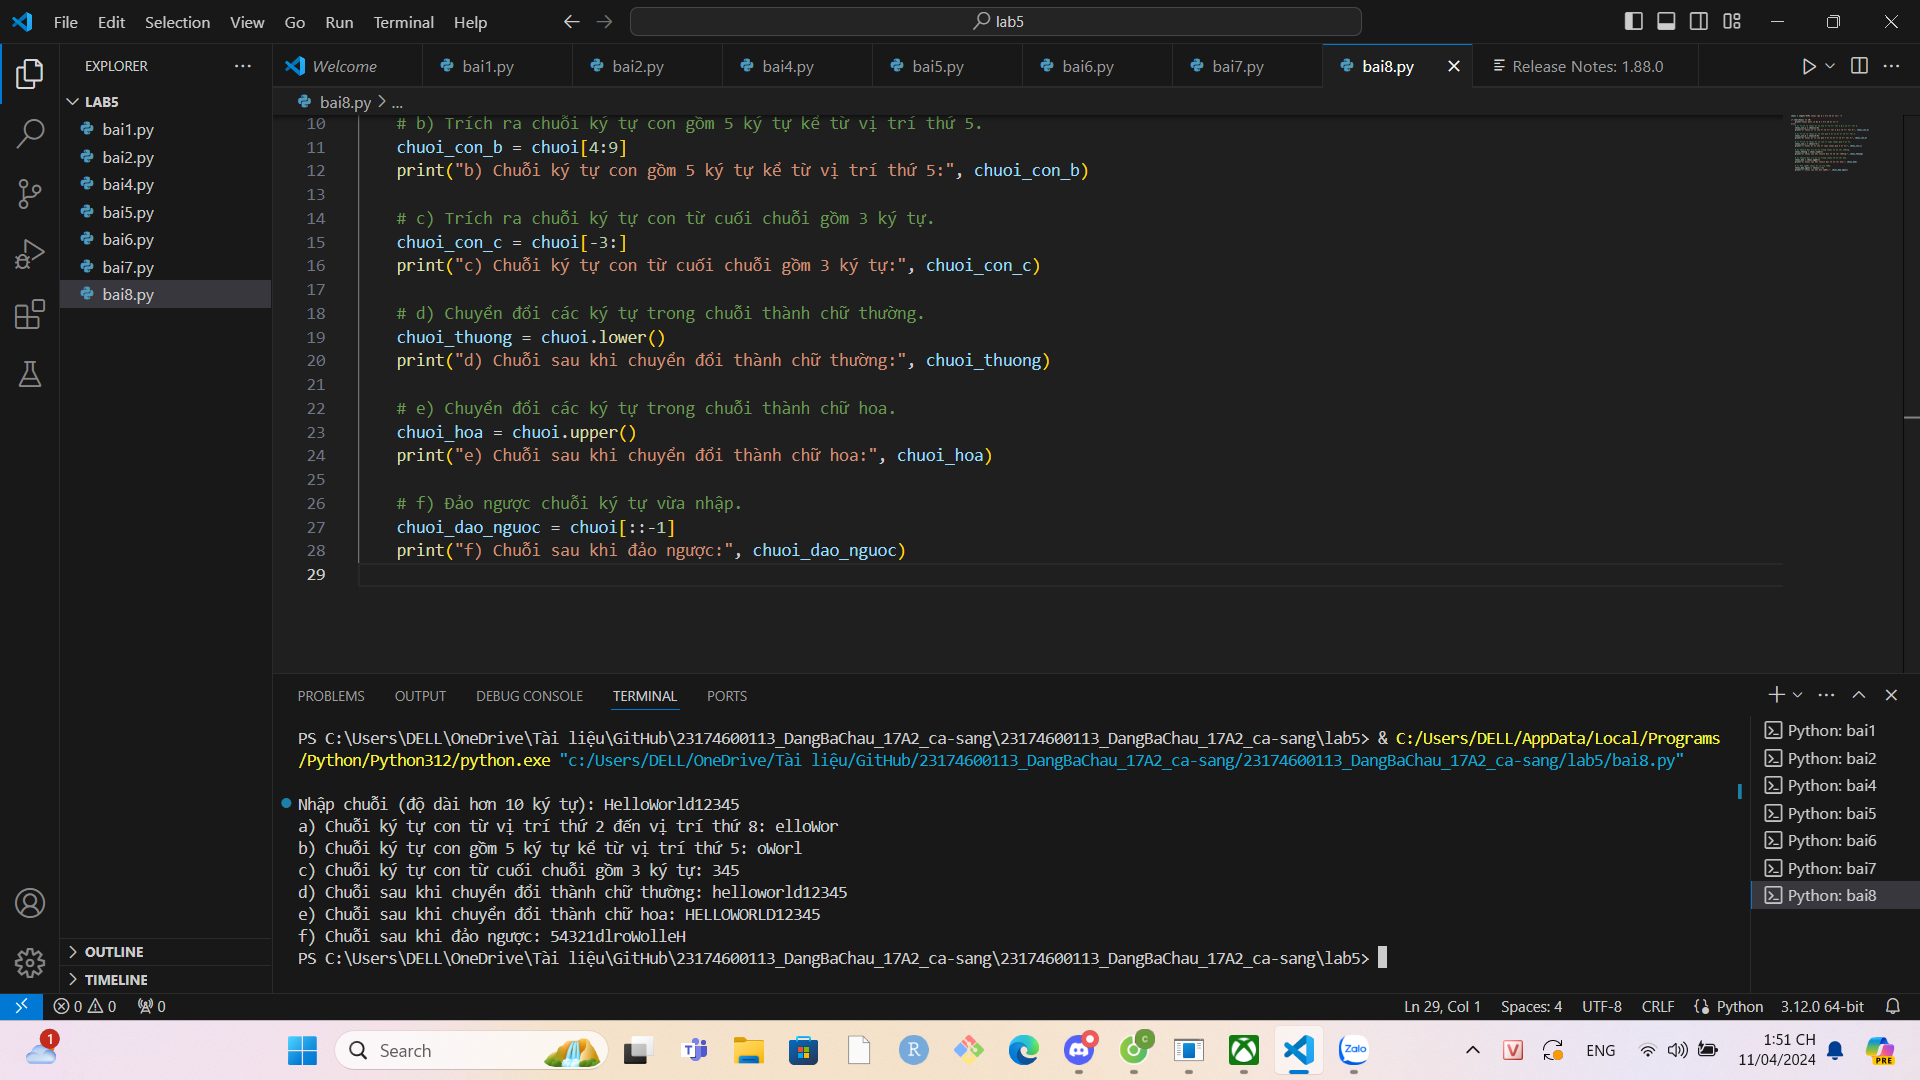 File Edit Selection View Go Run Terminal Help
lab5
EXPLORER
LAB5
bai1.py
bai2.py
bai4.py
bai5.py
bai6.py
bai7.py
bai8.py
OUTLINE
TIMELINE
Welcome bai1.py bai2.py bai4.py bai5.py bai6.py bai7.py bai8.py Release Notes: 1.88.0
bai8.py > ...
10 # b) Trích ra chuỗi ký tự con gồm 5 ký tự kể từ vị trí thứ 5.
11 chuoi_con_b = chuoi[4:9]
12 print("b) Chuỗi ký tự con gồm 5 ký tự kể từ vị trí thứ 5:", chuoi_con_b)
13
14 # c) Trích ra chuỗi ký tự con từ cuối chuỗi gồm 3 ký tự.
15 chuoi_con_c = chuoi[-3:]
16 print("c) Chuỗi ký tự con từ cuối chuỗi gồm 3 ký tự:", chuoi_con_c)
17
18 # d) Chuyển đổi các ký tự trong chuỗi thành chữ thường.
19 chuoi_thuong = chuoi.lower()
20 print("d) Chuỗi sau khi chuyển đổi thành chữ thường:", chuoi_thuong)
21
22 # e) Chuyển đổi các ký tự trong chuỗi thành chữ hoa.
23 chuoi_hoa = chuoi.upper()
24 print("e) Chuỗi sau khi chuyển đổi thành chữ hoa:", chuoi_hoa)
25
26 # f) Đảo ngược chuỗi ký tự vừa nhập.
27 chuoi_dao_nguoc = chuoi[::-1]
28 print("f) Chuỗi sau khi đảo ngược:", chuoi_dao_nguoc)
29
PROBLEMS OUTPUT DEBUG CONSOLE TERMINAL PORTS
PS C:\Users\DELL\OneDrive\Tài liệu\GitHub\23174600113_DangBaChau_17A2_ca-sang\23174600113_DangBaChau_17A2_ca-sang\lab5> & C:/Users/DELL/AppData/Local/Programs
/Python/Python312/python.exe "c:/Users/DELL/OneDrive/Tài liệu/GitHub/23174600113_DangBaChau_17A2_ca-sang/23174600113_DangBaChau_17A2_ca-sang/lab5/bai8.py"
Nhập chuỗi (độ dài hơn 10 ký tự): HelloWorld12345
a) Chuỗi ký tự con từ vị trí thứ 2 đến vị trí thứ 8: elloWor
b) Chuỗi ký tự con gồm 5 ký tự kể từ vị trí thứ 5: oWorl
c) Chuỗi ký tự con từ cuối chuỗi gồm 3 ký tự: 345
d) Chuỗi sau khi chuyển đổi thành chữ thường: helloworld12345
e) Chuỗi sau khi chuyển đổi thành chữ hoa: HELLOWORLD12345
f) Chuỗi sau khi đảo ngược: 54321dlroWolleH
PS C:\Users\DELL\OneDrive\Tài liệu\GitHub\23174600113_DangBaChau_17A2_ca-sang\23174600113_DangBaChau_17A2_ca-sang\lab5>
Python: bai1
Python: bai2
Python: bai4
Python: bai5
Python: bai6
Python: bai7
Python: bai8
0 0 0 Ln 29, Col 1 Spaces: 4 UTF-8 CRLF Python 3.12.0 64-bit
1 Search Zalo ENG 1:51 CH
11/04/2024 PRE